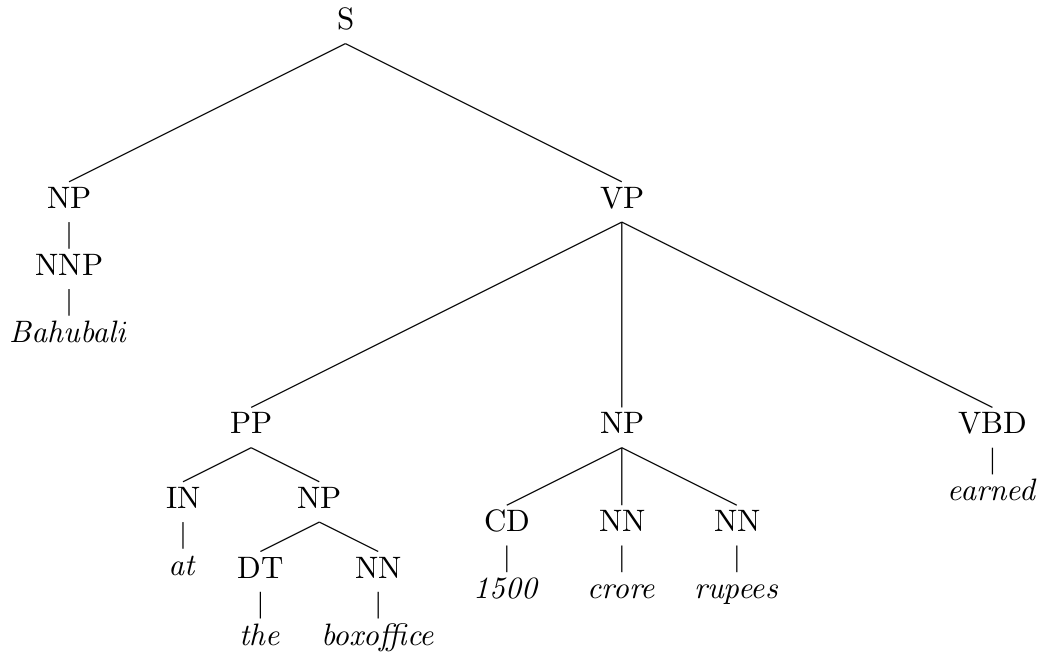 S
NP VP
NNP
Bahubali
PP NP VBD
IN NP CD NN NN earned
at DT NN 1500 crore rupees
the boxoffice